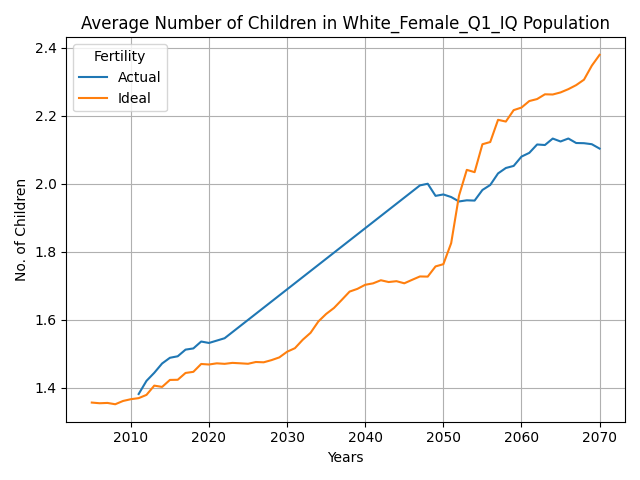 Average Number of Children in White_Female_Q1_IQ Population
Fertility
Actual
Ideal
No. of Children
2.4
2.2
2.0
1.8
1.6
1.4
2010 2020 2030 2040 2050 2060 2070
Years